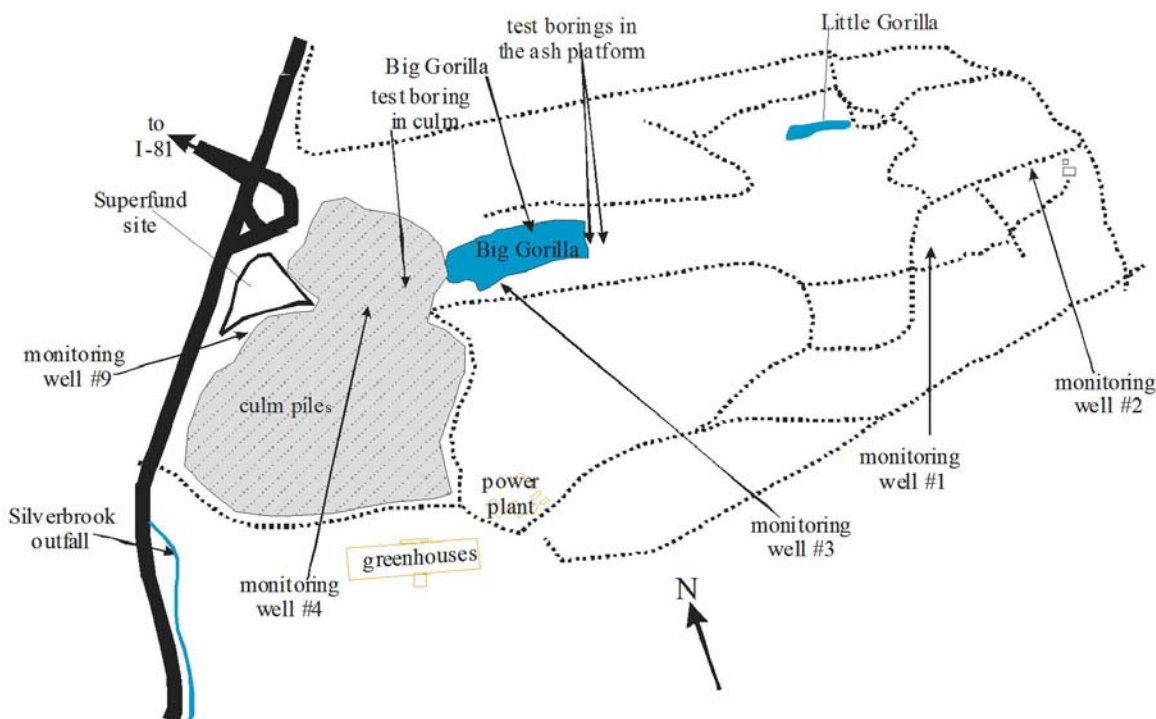 Little Gorilla
test borings in
the ash platform
Big Gorilla
test boring
in culm
to
I-81
Superfund
site
Big Gorilla
monitoring
well #9
culm piles
monitoring
well #2
monitoring
well #1
power
plant
monitoring
well #3
Silverbrook
outfall
greenhouses
monitoring
well #4
N